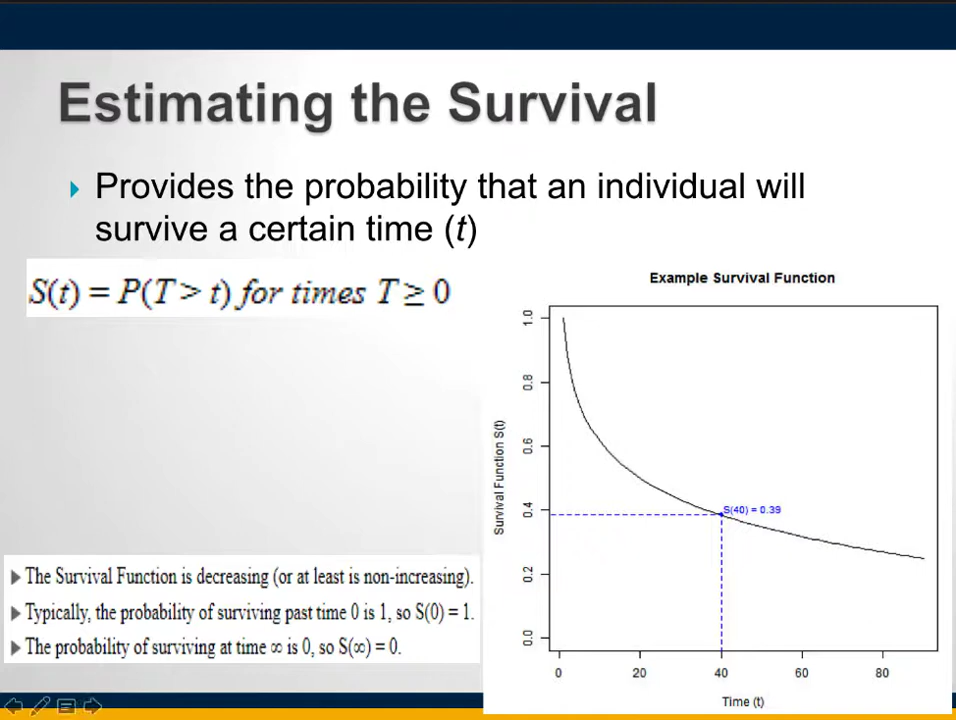 Estimating the Survival
Provides the probability that an individual will
survive a certain time (t)
S(t) = P(T > t) for times T ≥ 0
Example Survival Function
1.0
0.8
0.6
0.4
0.2
0.0
Survival Function S(t)
S(40) = 0.39
0 20 40 60 80
Time (t)
The Survival Function is decreasing (or at least is non-increasing).
Typically, the probability of surviving past time 0 is 1, so S(0) = 1.
The probability of surviving at time ∞ is 0, so S(∞) = 0.